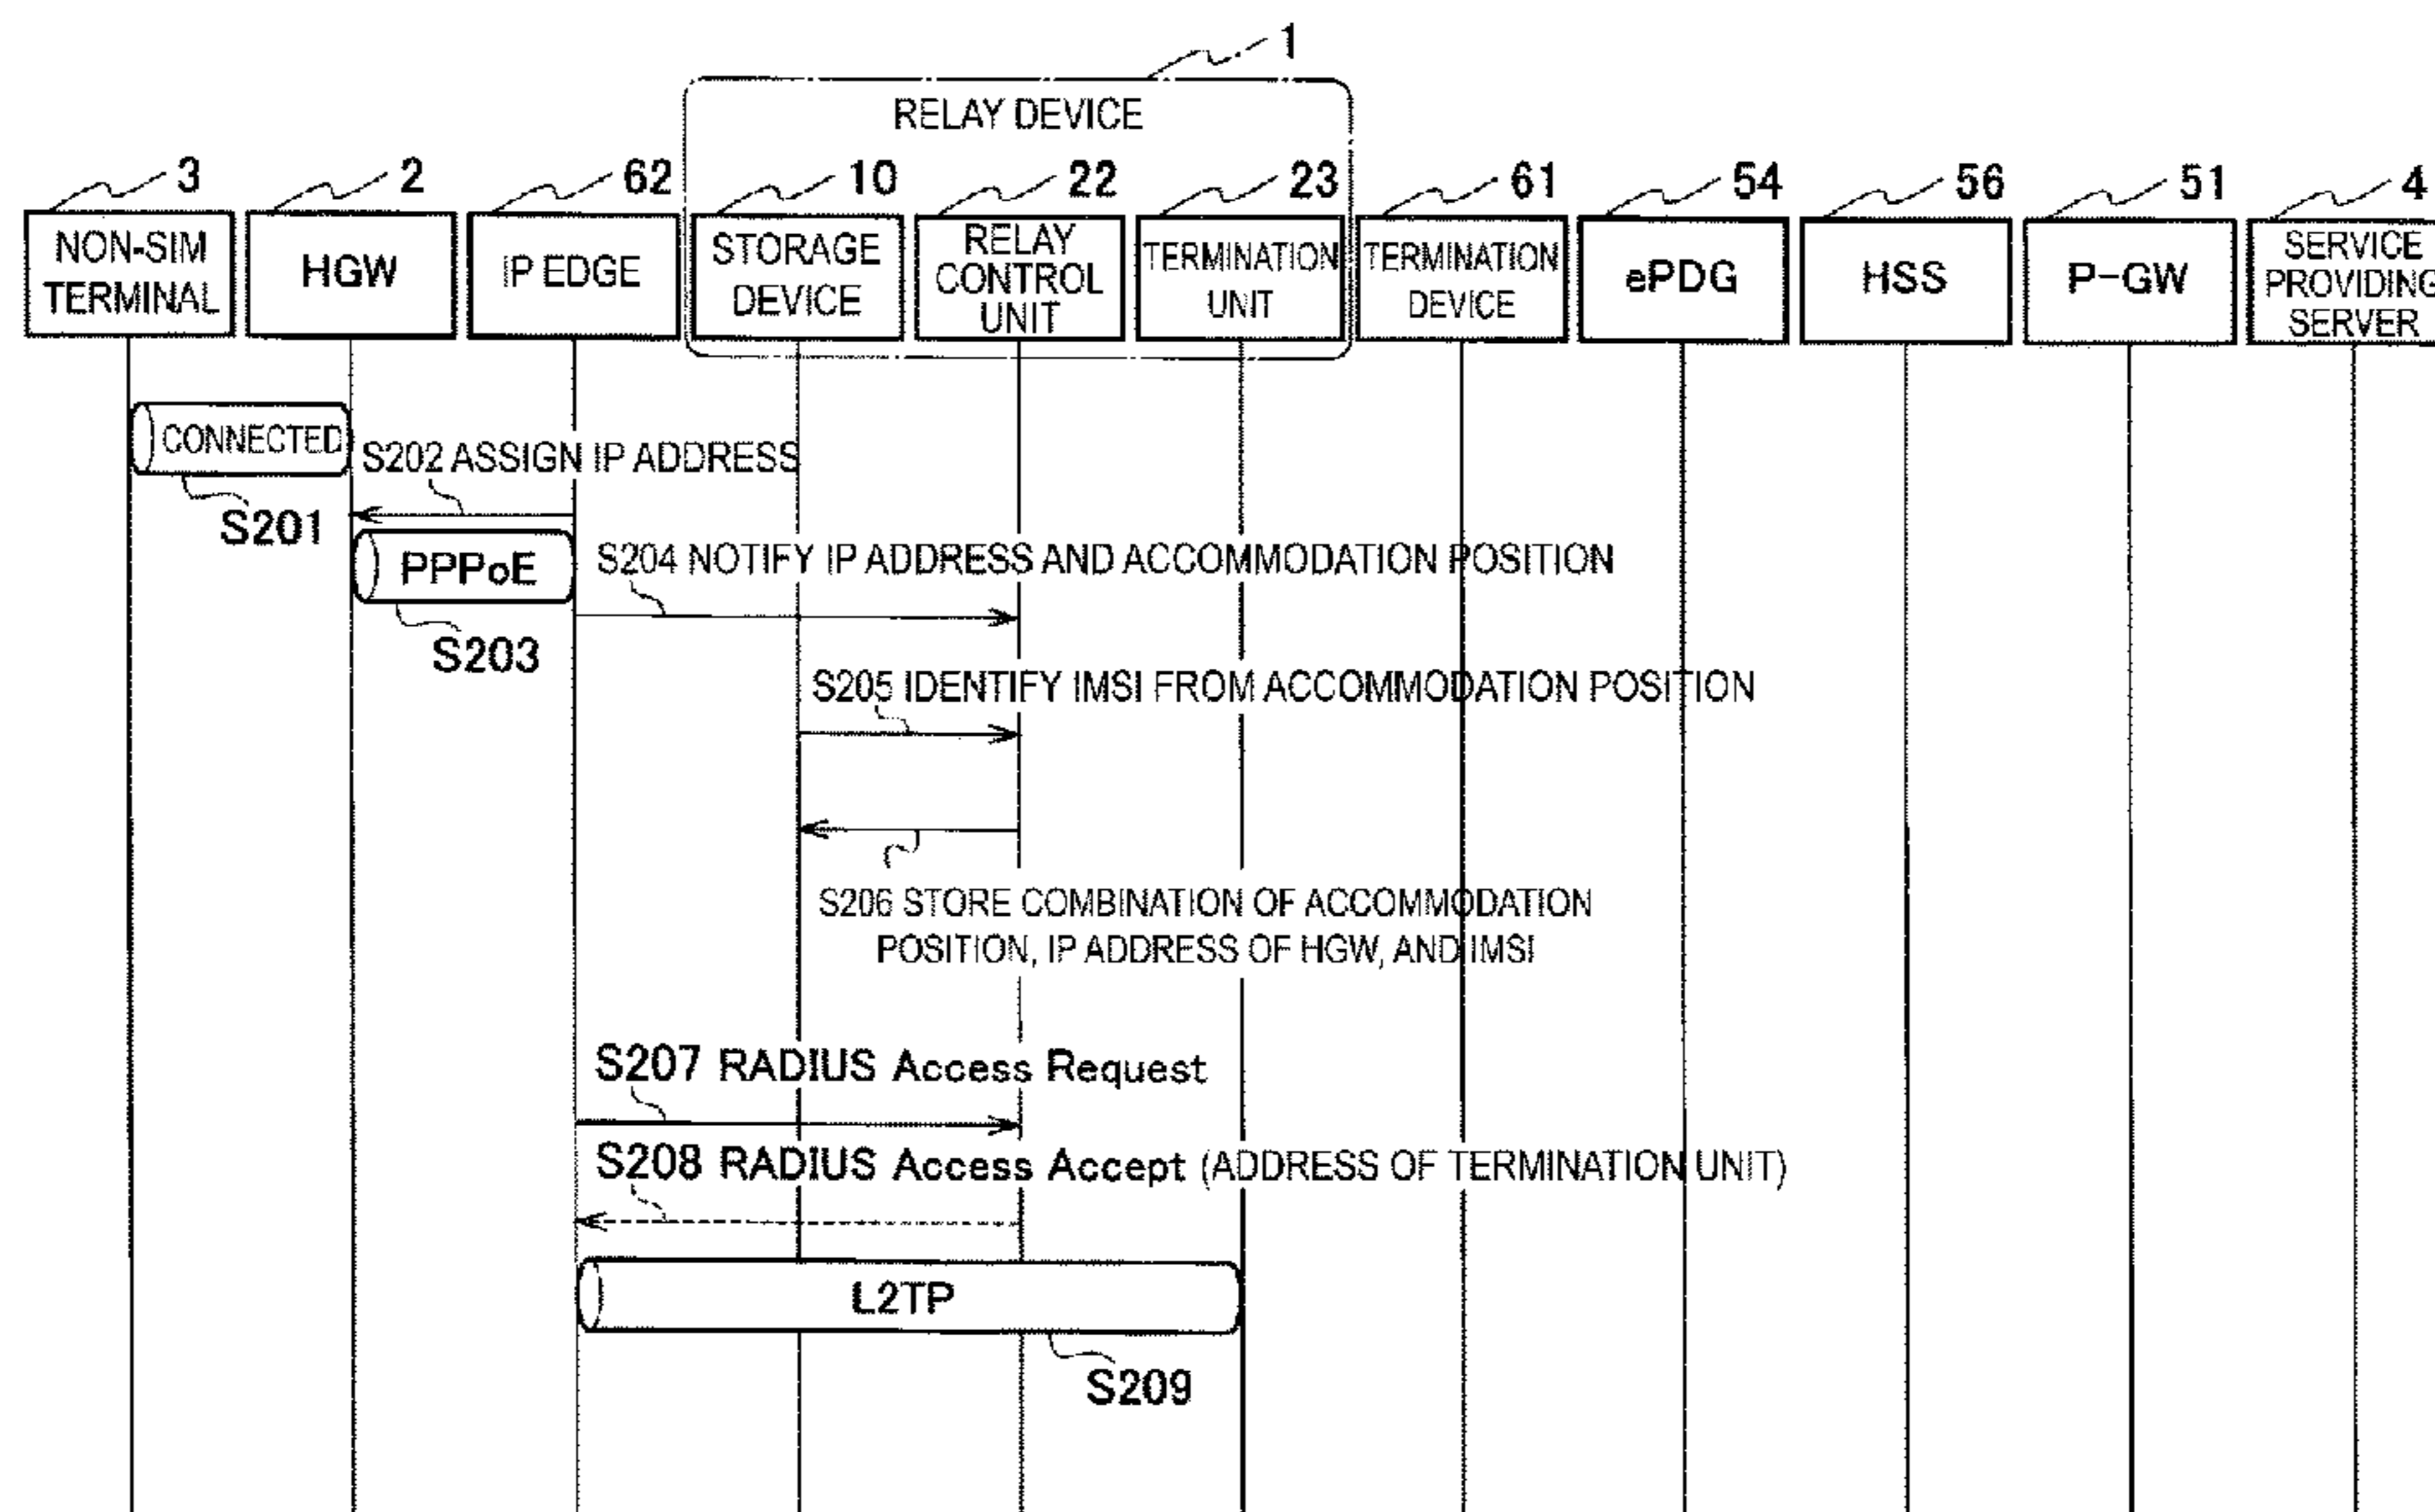 1
RELAY DEVICE
3
2
62
10
22
23
61
54
56
51
4
NON-SIM
TERMINAL
HGW
IP EDGE
STORAGE
DEVICE
RELAY
CONTROL
UNIT
TERMINATION
UNIT
TERMINATION
DEVICE
ePDG
HSS
P-GW
SERVICE
PROVIDING
SERVER
CONNECTED
S201
S202 ASSIGN IP ADDRESS
PPPoE
S203
S204 NOTIFY IP ADDRESS AND ACCOMMODATION POSITION
S205 IDENTIFY IMSI FROM ACCOMMODATION POSITION
S206 STORE COMBINATION OF ACCOMMODATION
POSITION, IP ADDRESS OF HGW, AND IMSI
S207 RADIUS Access Request
S208 RADIUS Access Accept (ADDRESS OF TERMINATION UNIT)
L2TP
S209